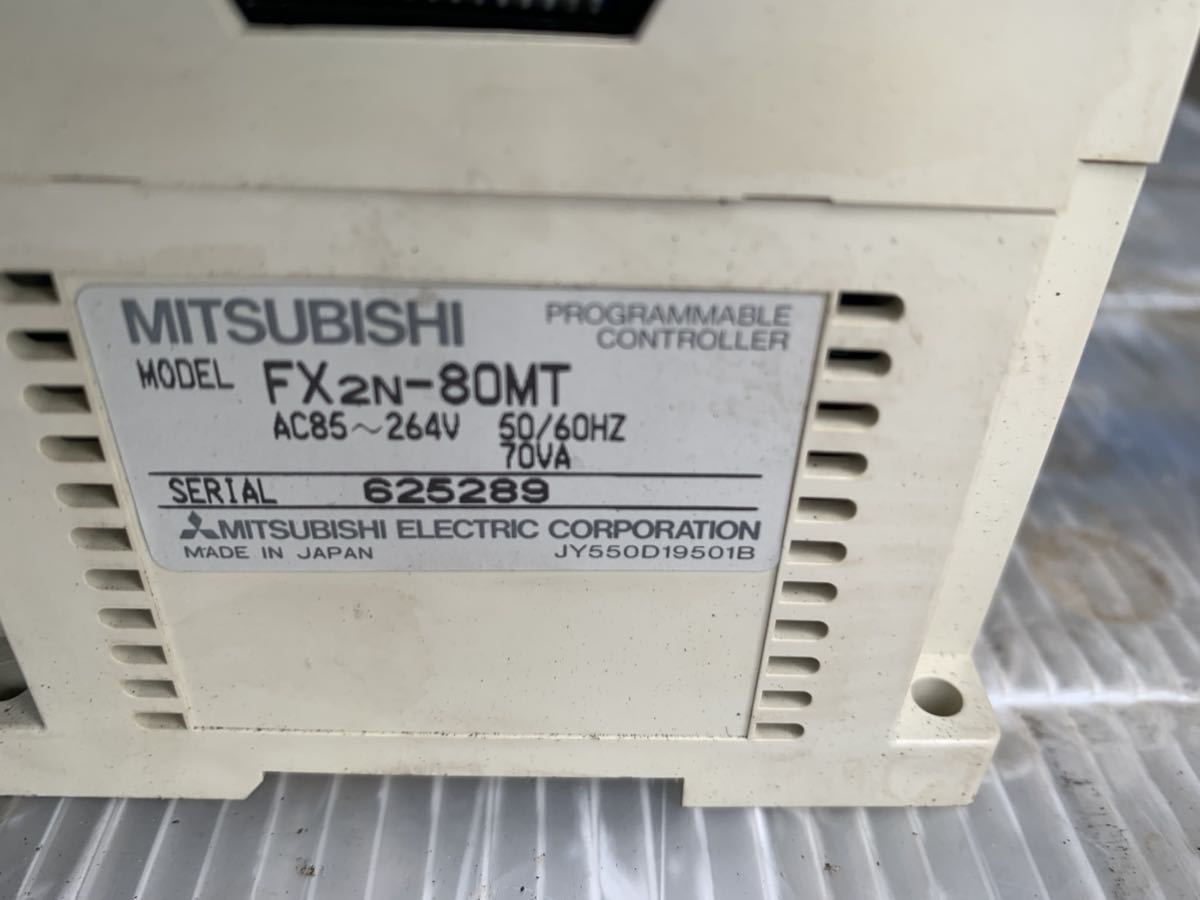 MITSUBISHI PROGRAMMABLE CONTROLLER
MODEL FX2N-80MT
AC85~264V 50/60HZ
70VA
SERIAL 625289
MITSUBISHI ELECTRIC CORPORATION
MADE IN JAPAN JY550D19501B